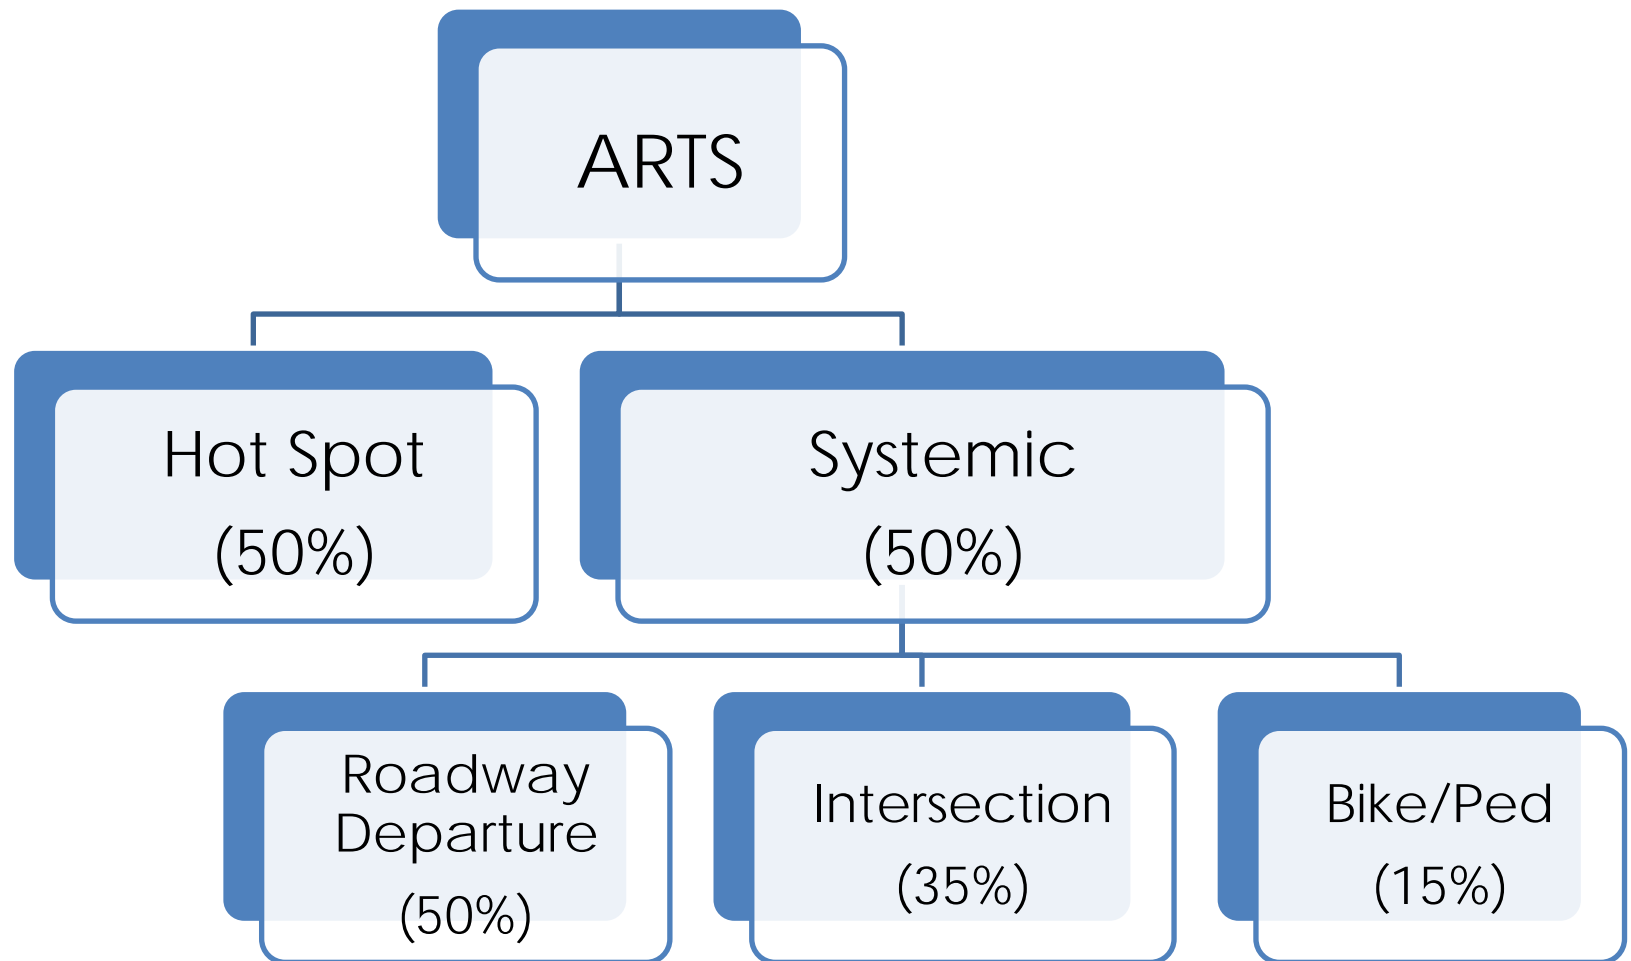 ARTS
Hot Spot
(50%)
Systemic
(50%)
Roadway
Departure
(50%)
Intersection
(35%)
Bike/Ped
(15%)